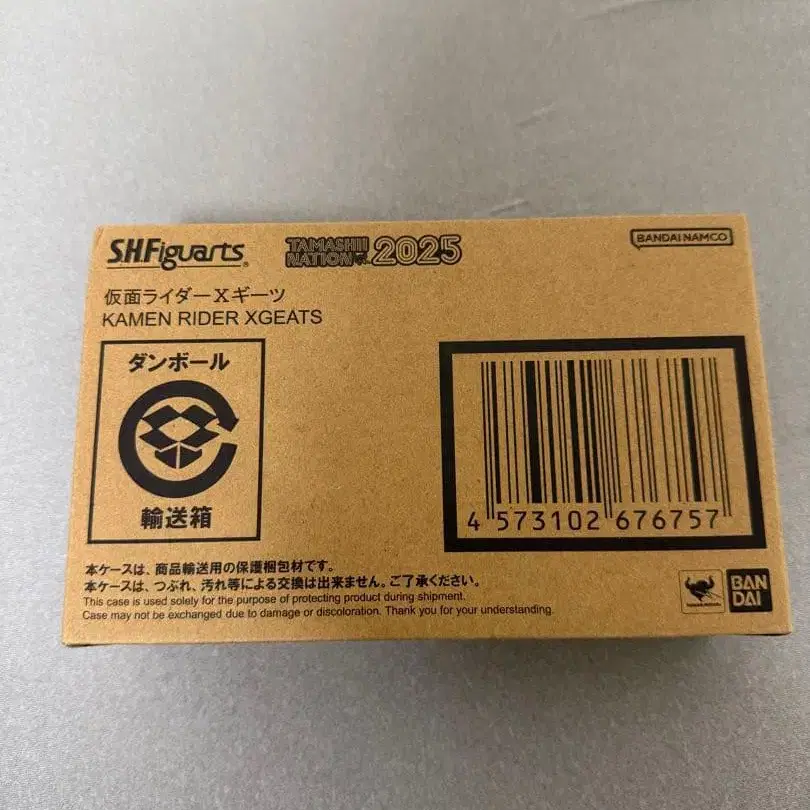 S.H.Figuarts
TAMASHII NATION 2025
BANDAI NAMCO
仮面ライダーXギーツ
KAMEN RIDER XGEATS
ダンボール
輸送箱
4 573102 676757
本ケースは、商品輸送用の保護梱包材です。
本ケースは、つぶれ、汚れ等による交換は出来ません。ご了承ください。
This case is used solely for the purpose of protecting product during shipment.
Case may not be exchanged due to damage or discoloration. Thank you for your understanding.
BANDAI